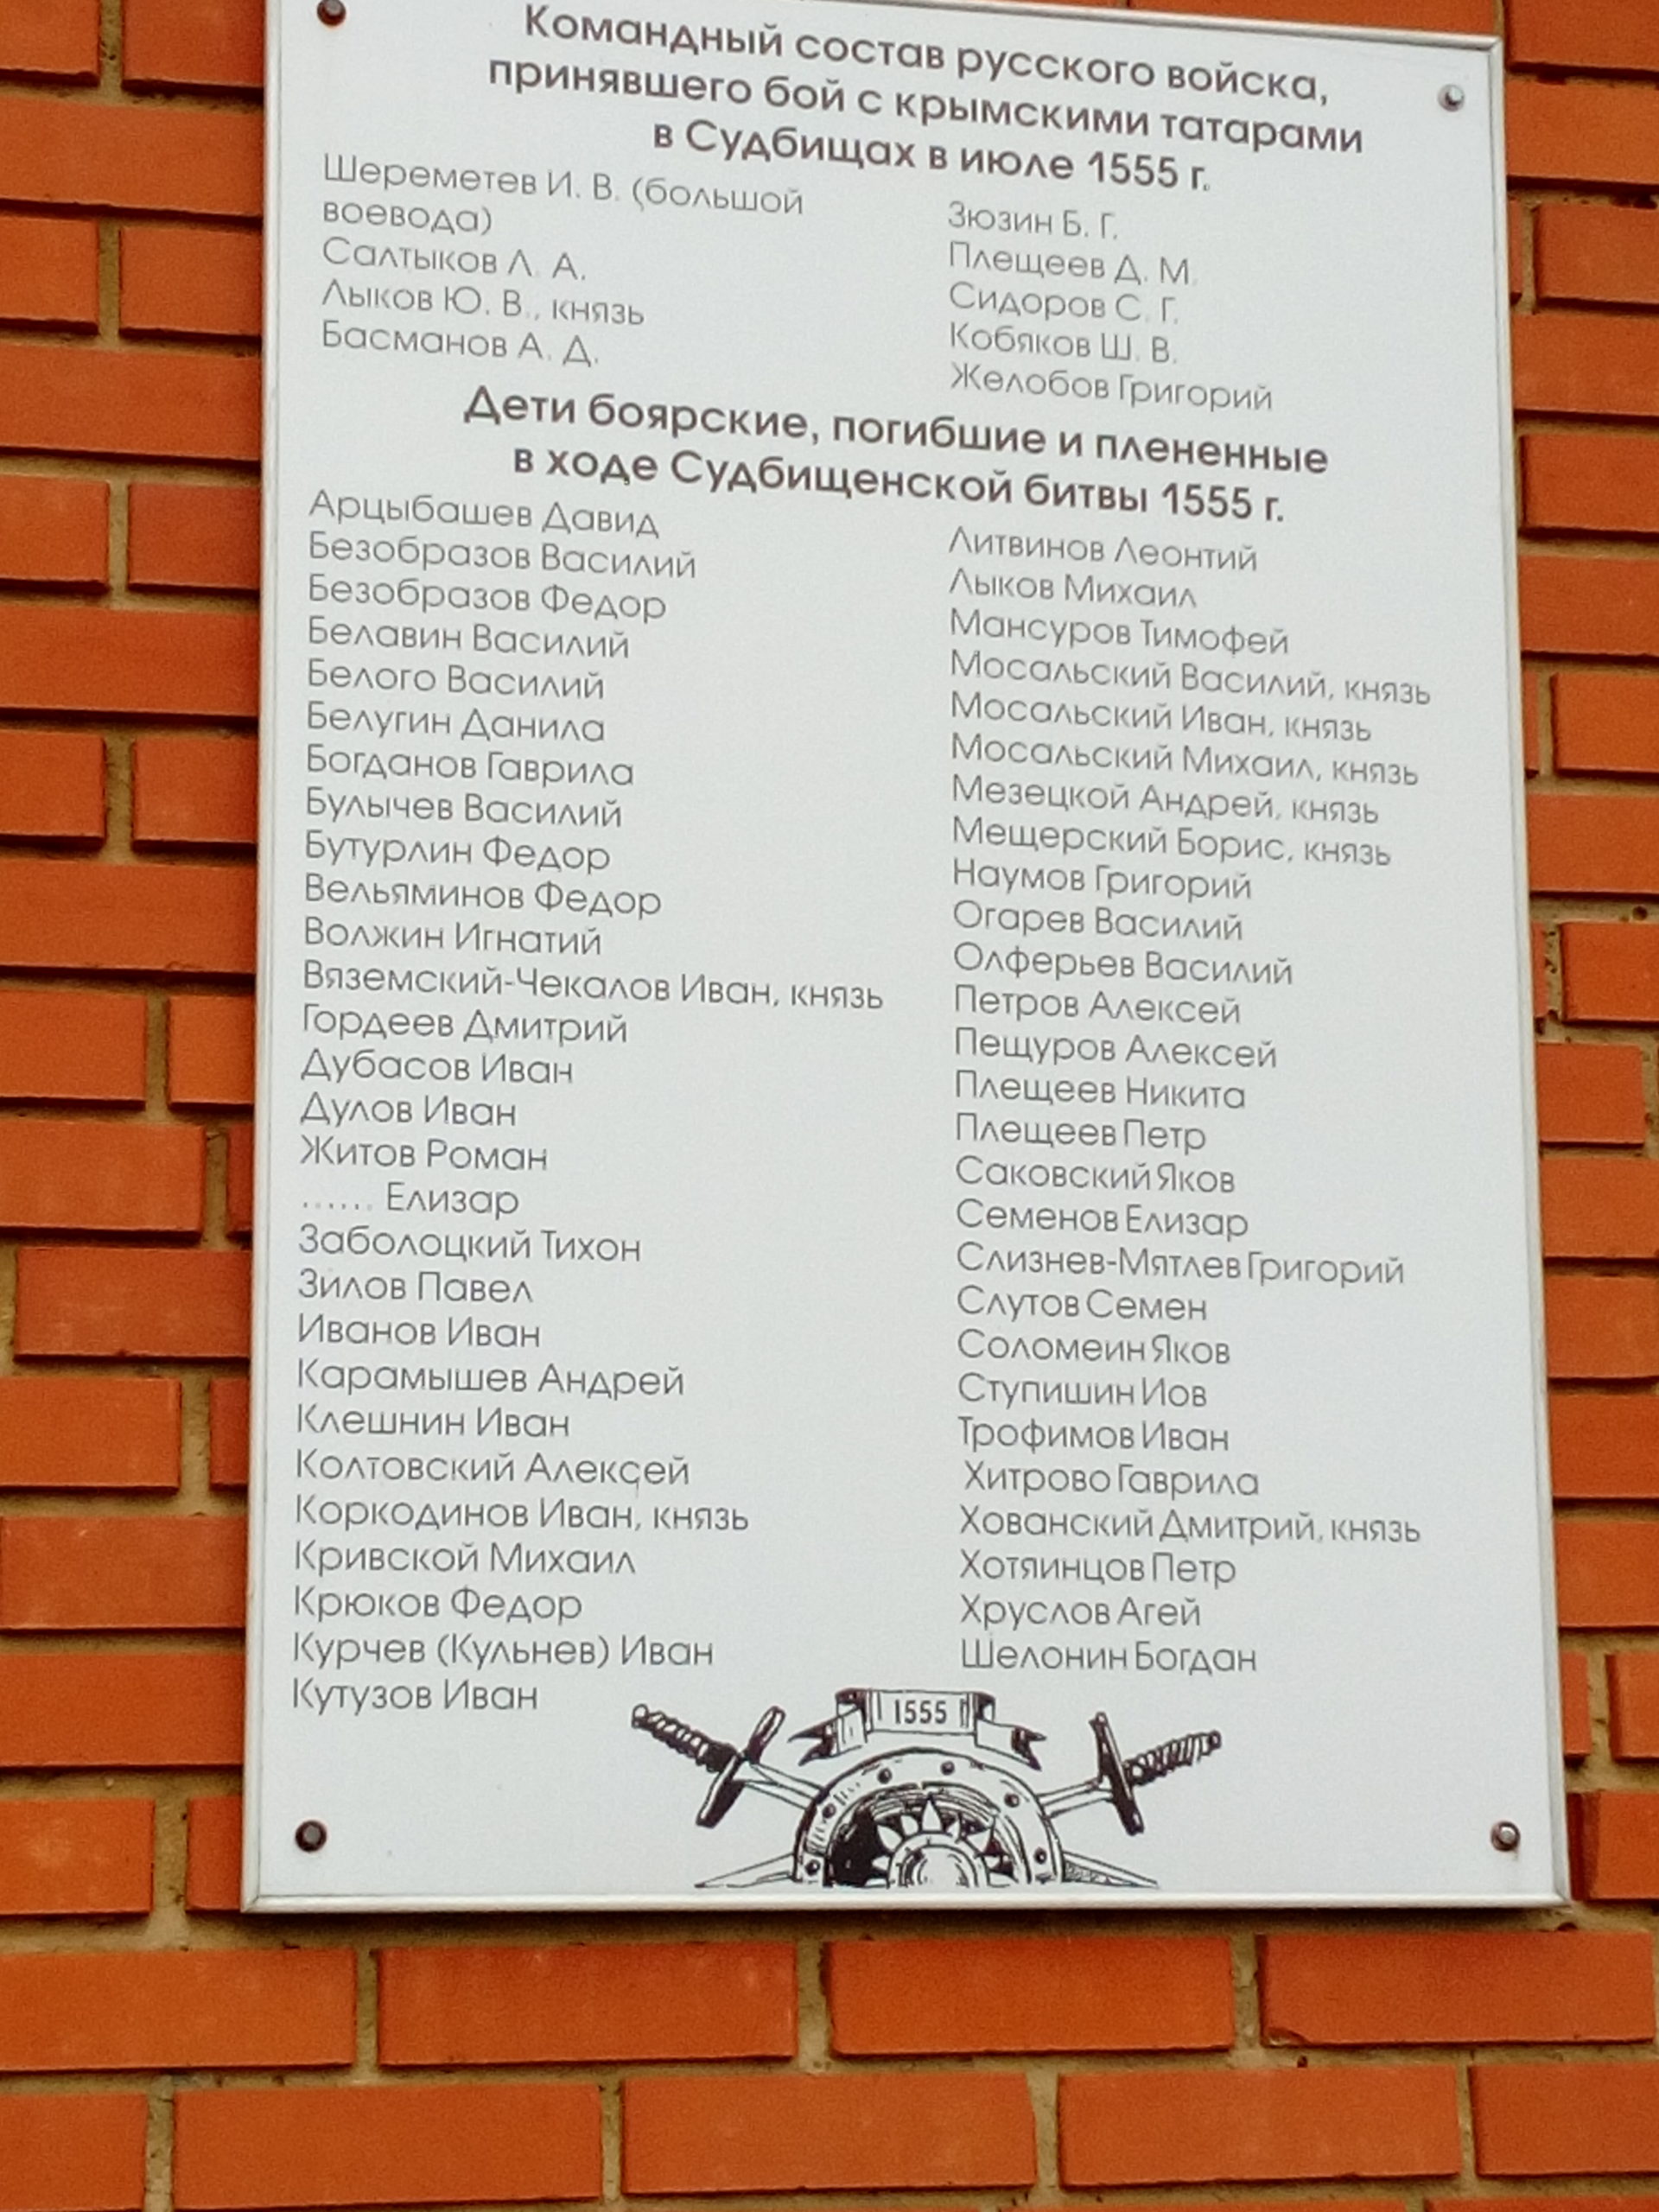 Командный состав русского войска,
принявшего бой с крымскими татарами
в Судбищах в июле 1555 г.
Шереметев И. В. (большой
воевода)
Салтыков Л. А.
Лыков Ю. В., князь
Басманов А. Д.
Зюзин Б. Г.
Плещеев Д. М.
Сидоров С. Г.
Кобяков Ш. В.
Желобов Григорий
Дети боярские, погибшие и плененные
в ходе Судбищенской битвы 1555 г.
Арцыбашев Давид
Безобразов Василий
Безобразов Федор
Белавин Василий
Белого Василий
Белугин Данила
Богданов Гаврила
Булычев Василий
Бутурлин Федор
Вельяминов Федор
Волжин Игнатий
Вяземский-Чекалов Иван, князь
Гордеев Дмитрий
Дубасов Иван
Дулов Иван
Житов Роман
...... Елизар
Заболоцкий Тихон
Зилов Павел
Иванов Иван
Карамышев Андрей
Клешнин Иван
Колтовский Алексей
Коркодинов Иван, князь
Кривской Михаил
Крюков Федор
Курчев (Кульнев) Иван
Кутузов Иван
Литвинов Леонтий
Лыков Михаил
Мансуров Тимофей
Мосальский Василий, князь
Мосальский Иван, князь
Мосальский Михаил, князь
Мезецкой Андрей, князь
Мещерский Борис, князь
Наумов Григорий
Огарев Василий
Олферьев Василий
Петров Алексей
Пещуров Алексей
Плещеев Никита
Плещеев Петр
Саковский Яков
Семенов Елизар
Слизнев-Мятлев Григорий
Слутов Семен
Соломеин Яков
Ступишин Иов
Трофимов Иван
Хитрово Гаврила
Хованский Дмитрий, князь
Хотяинцов Петр
Хруслов Агей
Шелонин Богдан
1555